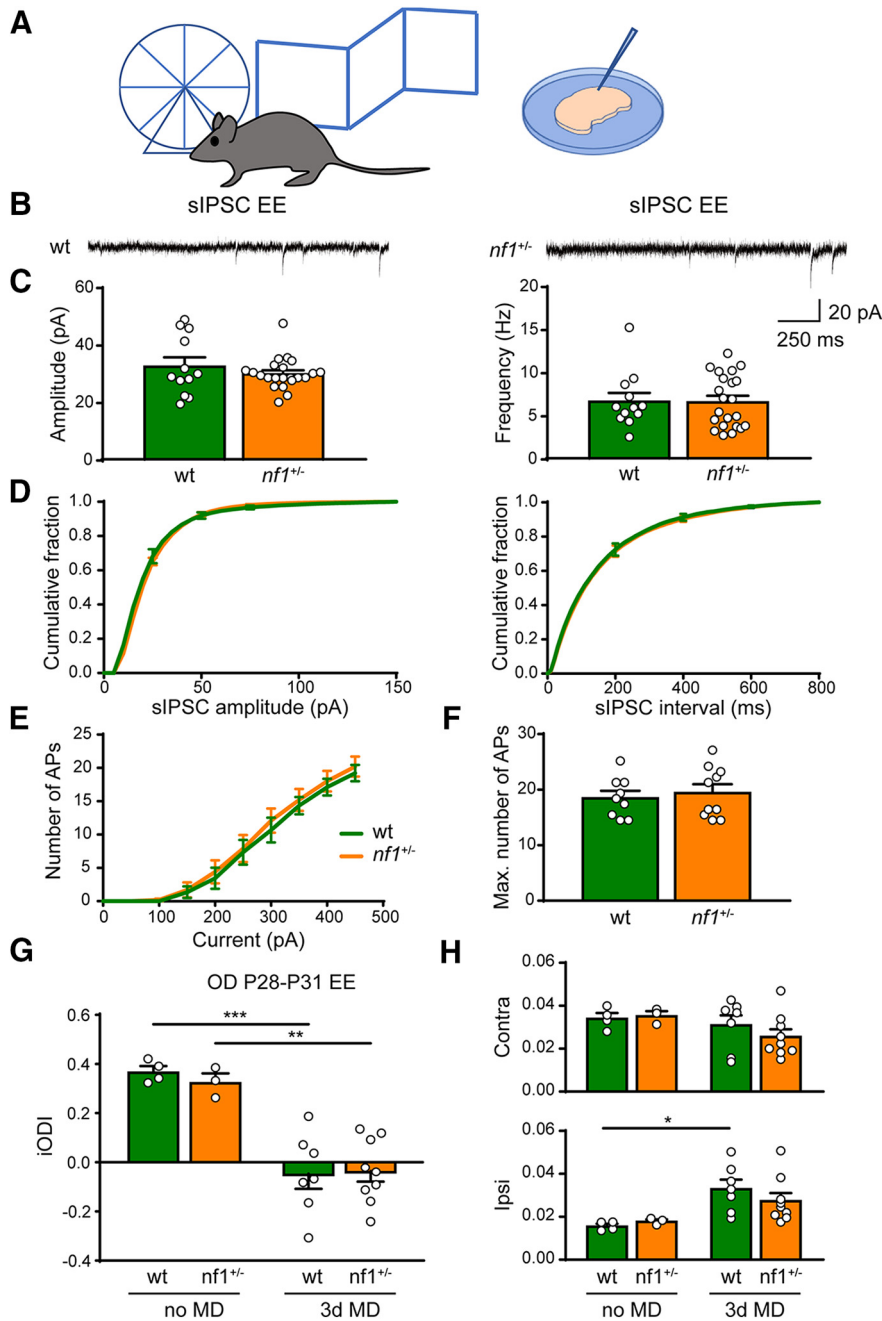 A
B
sIPSC EE
sIPSC EE
wt
nf1+/-
20 pA
250 ms
C
Amplitude (pA)
60
40
20
0
wt
nf1+/-
Frequency (Hz)
20
15
10
5
0
wt
nf1+/-
D
Cumulative fraction
1.0
0.8
0.6
0.4
0.2
0.0
0
50
100
150
sIPSC amplitude (pA)
Cumulative fraction
1.0
0.8
0.6
0.4
0.2
0.0
0
200
400
600
800
sIPSC interval (ms)
E
Number of APs
25
20
15
10
5
0
0
100
200
300
400
500
Current (pA)
wt
nf1+/-
F
Max. number of APs
30
20
10
0
wt
nf1+/-
G
OD P28-P31 EE
iODI
0.6
0.4
0.2
0.0
-0.2
-0.4
***
**
wt
nf1+/-
wt
nf1+/-
no MD
3d MD
H
Contra
0.06
0.04
0.02
0.00
Ipsi
0.06
0.04
0.02
0.00
*
wt
nf1+/-
wt
nf1+/-
no MD
3d MD